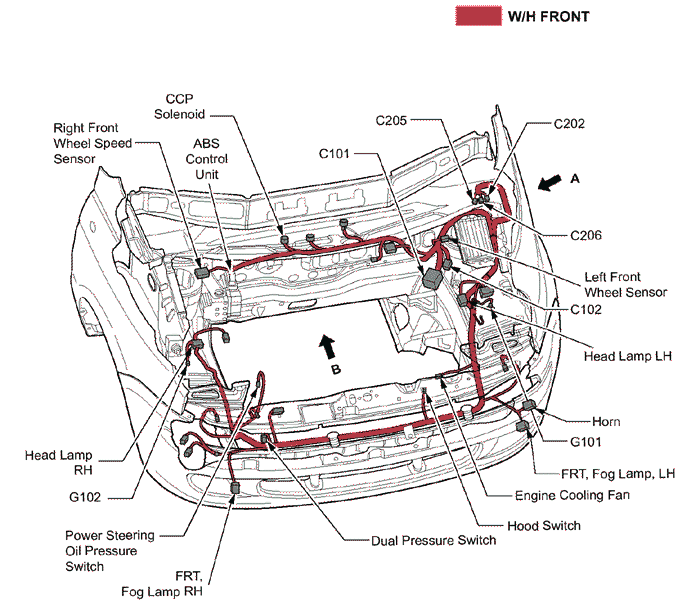 W/H FRONT
CCP
Solenoid
C205
C202
Right Front
Wheel Speed
Sensor
ABS
Control
Unit
C101
A
C206
Left Front
Wheel Sensor
C102
B
Head Lamp LH
Horn
G101
Head Lamp
RH
FRT, Fog Lamp, LH
G102
Engine Cooling Fan
Hood Switch
Power Steering
Oil Pressure
Switch
Dual Pressure Switch
FRT,
Fog Lamp RH